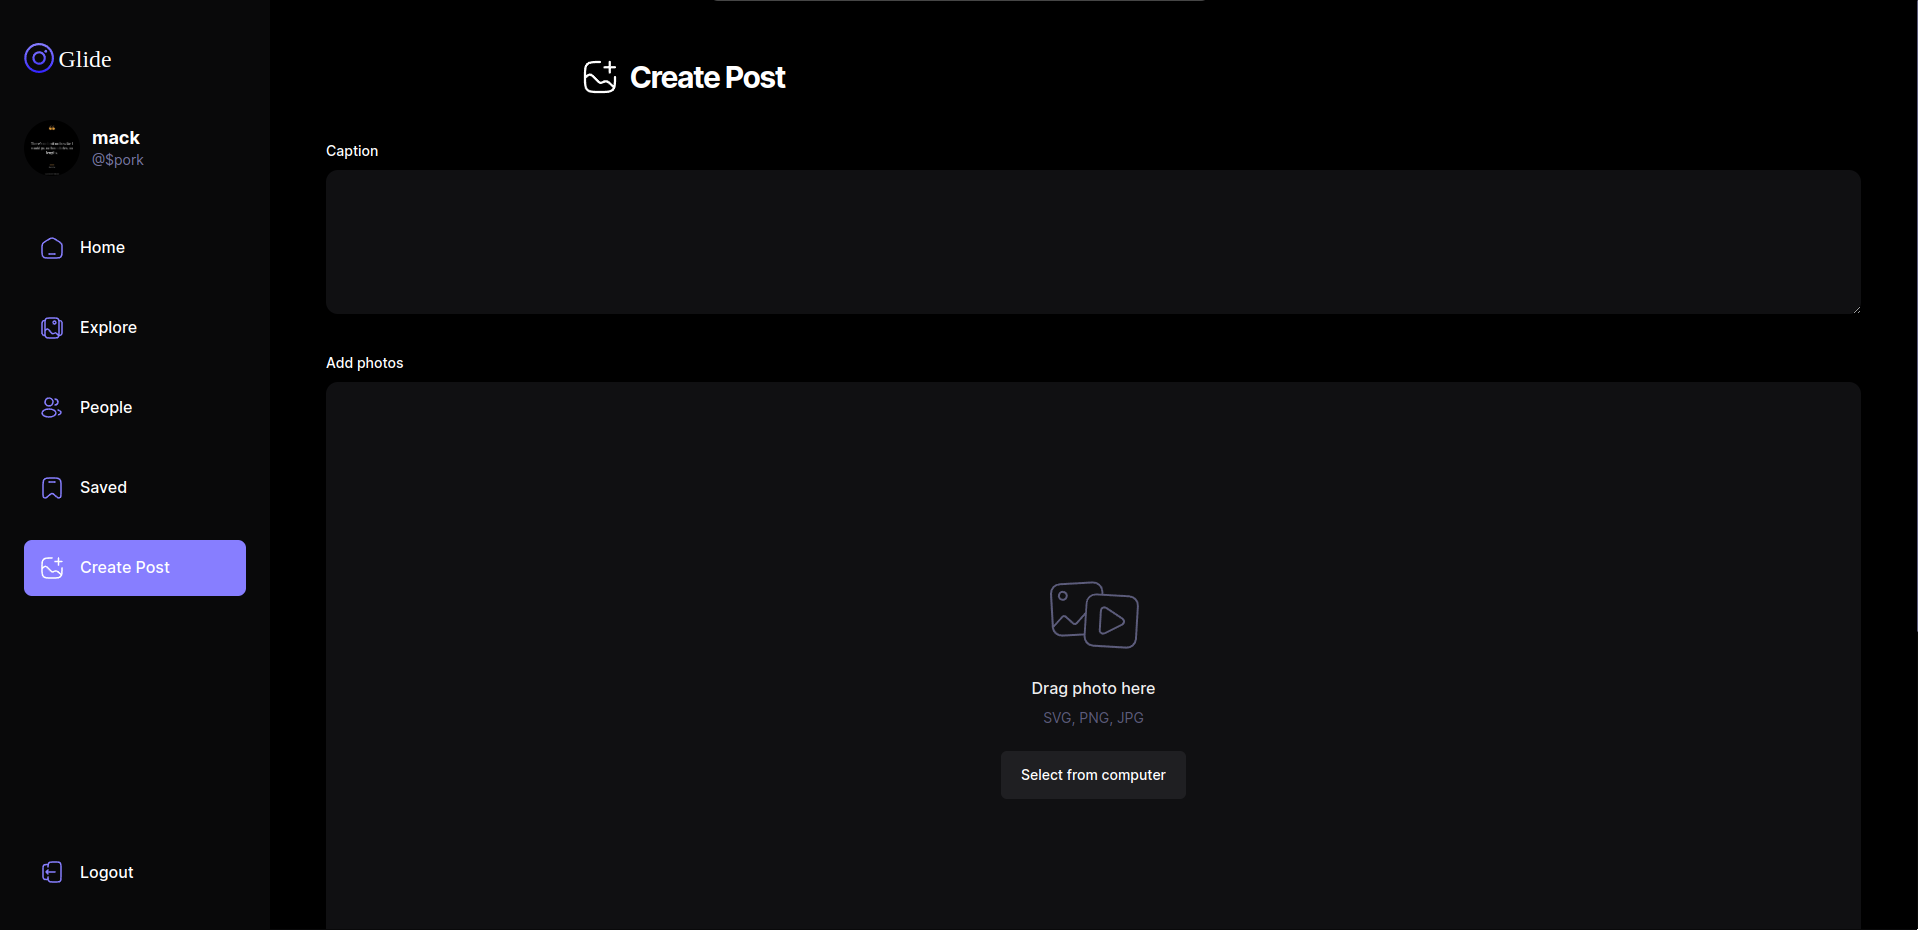 Glide
mack
@$pork
Home
Explore
People
Saved
Create Post
Logout
Create Post
Caption
Add photos
Drag photo here
SVG, PNG, JPG
Select from computer